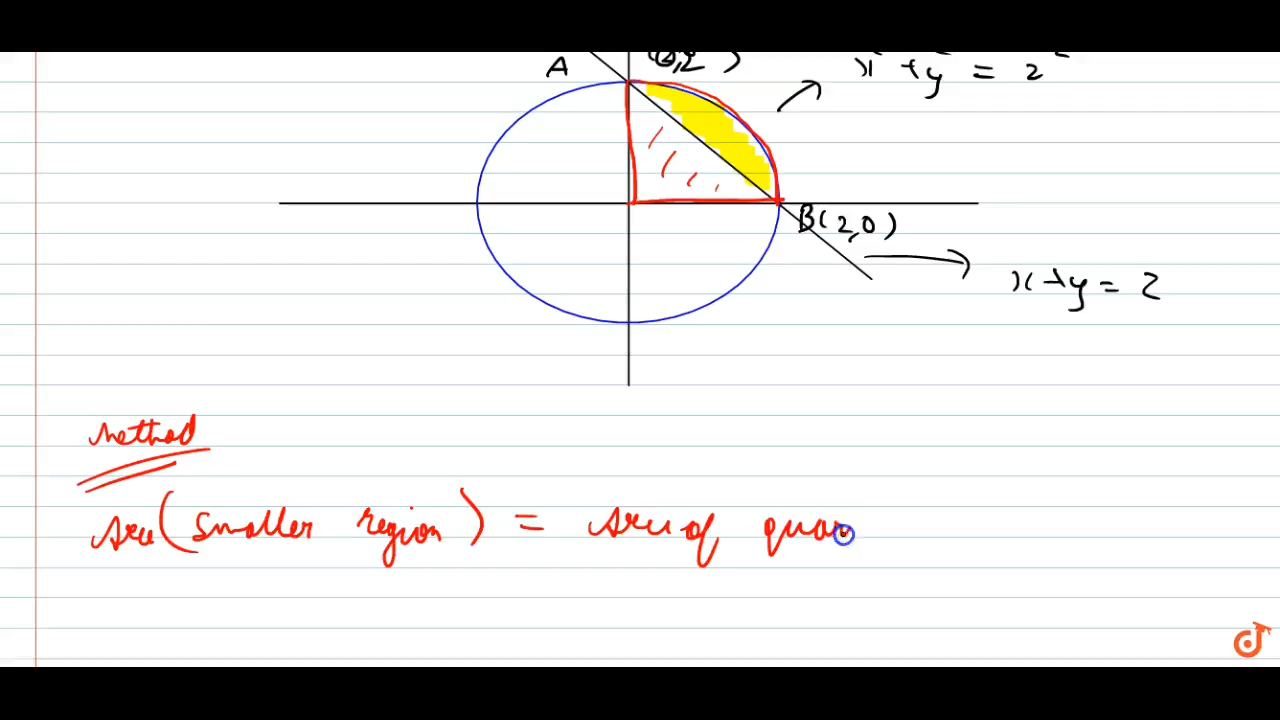 A (0,2)
x²+y² = 2²
B(2,0)
x+y = 2
Method
Area (smaller region) = Area of quar